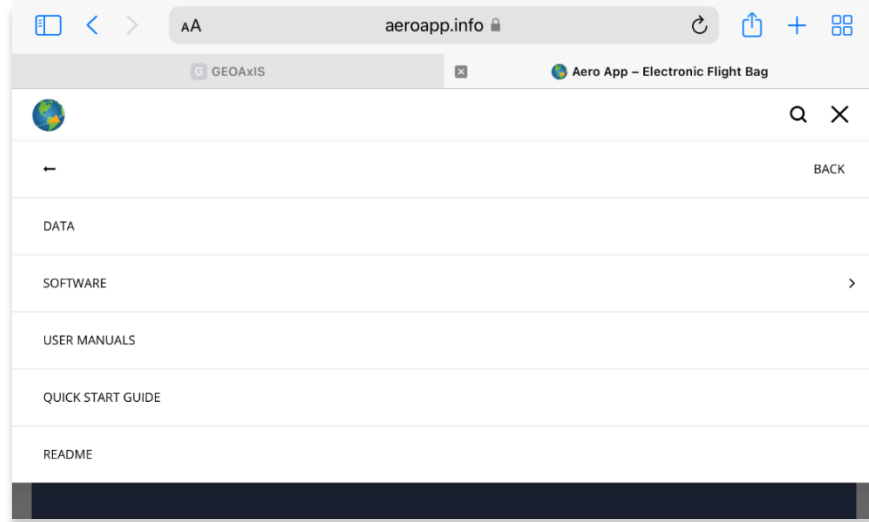 AA
aeroapp.info
G GEOAxIS
Aero App – Electronic Flight Bag
BACK
DATA
SOFTWARE
USER MANUALS
QUICK START GUIDE
README